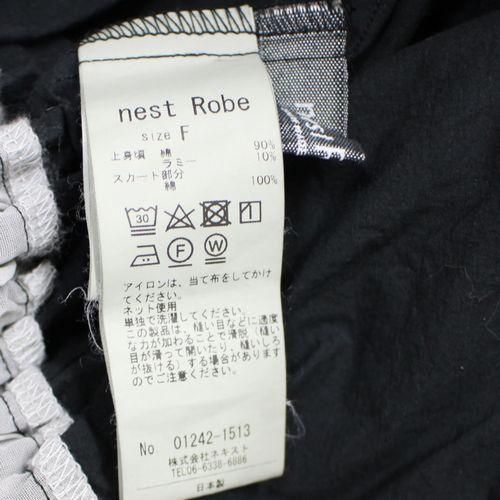 nest Robe
SIZE F
上身頃 綿 90%
ラミー 10%
スカート部分
綿 100%
30
F W
アイロンは、当て布をしてかけ
てください。
ネット使用
単独で洗濯してください。
この製品は、縫い目などに過度
な力が加わることで滑脱(縫い
目が滑って開いたり、縫いしろ
が抜ける)する場合があります
のでご注意ください。
No 01242-1513
株式会社ネキスト
TEL06-6338-6886
日本製